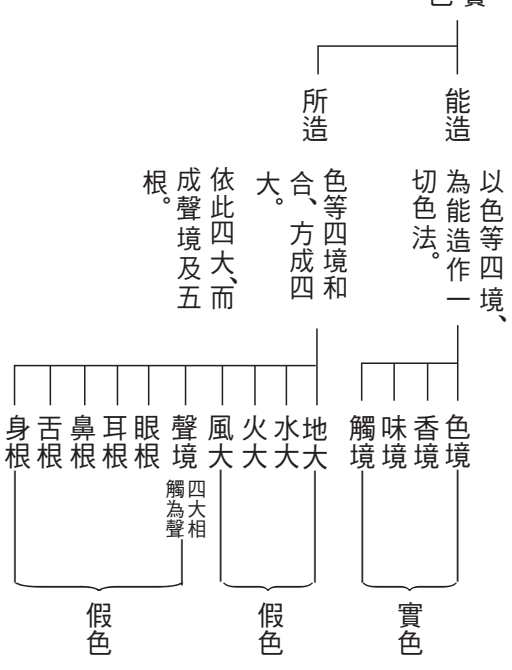 能造
以色等四境、
為能造作一
切色法。
所造
色等四境和
合、方成四
大。
依此四大、而
成聲境及五
根。
色境
香境
味境
觸境
地大
水大
火大
風大
聲境
四大相
觸為聲
眼根
耳根
鼻根
舌根
身根
實色
假色
假色